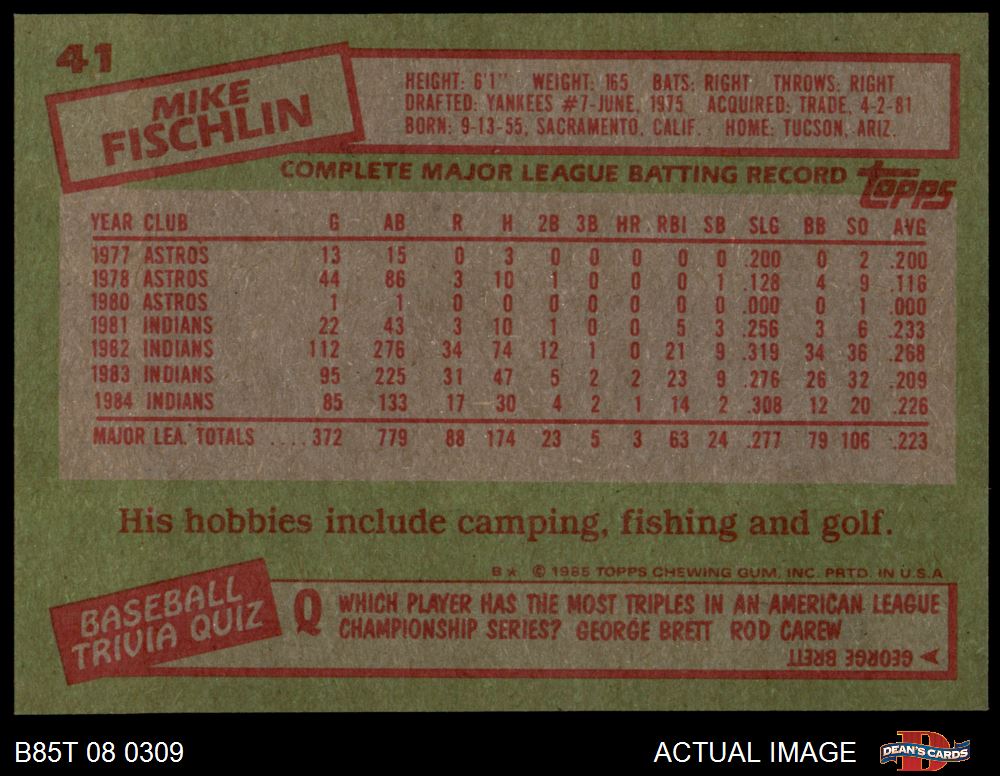 41
MIKE
FISCHLIN
HEIGHT: 6'1" WEIGHT: 165 BATS: RIGHT THROWS: RIGHT
DRAFTED: YANKEES #7-JUNE, 1975 ACQUIRED: TRADE, 4-2-81
BORN: 9-13-55, SACRAMENTO, CALIF. HOME: TUCSON, ARIZ.
COMPLETE MAJOR LEAGUE BATTING RECORD topps
YEAR CLUB G AB R H 2B 3B HR RBI SB SLG BB SO AVG
1977 ASTROS 13 15 0 3 0 0 0 0 0 .200 0 2 .200
1978 ASTROS 44 86 3 10 1 0 0 0 1 .128 4 9 .116
1980 ASTROS 1 1 0 0 0 0 0 0 0 .000 0 1 .000
1981 INDIANS 22 43 3 10 1 0 0 5 3 .256 3 6 .233
1982 INDIANS 112 276 34 74 12 1 0 21 9 .319 34 36 .268
1983 INDIANS 95 225 31 47 5 2 2 23 9 .276 26 32 .209
1984 INDIANS 85 133 17 30 4 2 1 14 2 .308 12 20 .226
MAJOR LEA. TOTALS ....372 779 88 174 23 5 3 63 24 .277 79 106 .223
His hobbies include camping, fishing and golf.
B★ © 1985 TOPPS CHEWING GUM, INC. PRTD. IN U.S.A
BASEBALL
TRIVIA QUIZ
Q WHICH PLAYER HAS THE MOST TRIPLES IN AN AMERICAN LEAGUE
CHAMPIONSHIP SERIES? GEORGE BRETT ROD CAREW
A GEORGE BRETT
B85T 08 0309
ACTUAL IMAGE
D
DEAN'S CARDS